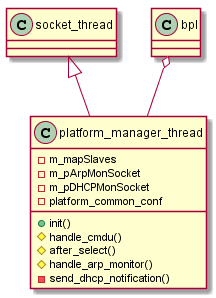 C socket_thread
C bpl
C platform_manager_thread
m_mapSlaves
m_pArpMonSocket
m_pDHCPMonSocket
platform_common_conf
init()
handle_cmdu()
after_select()
handle_arp_monitor()
send_dhcp_notification()